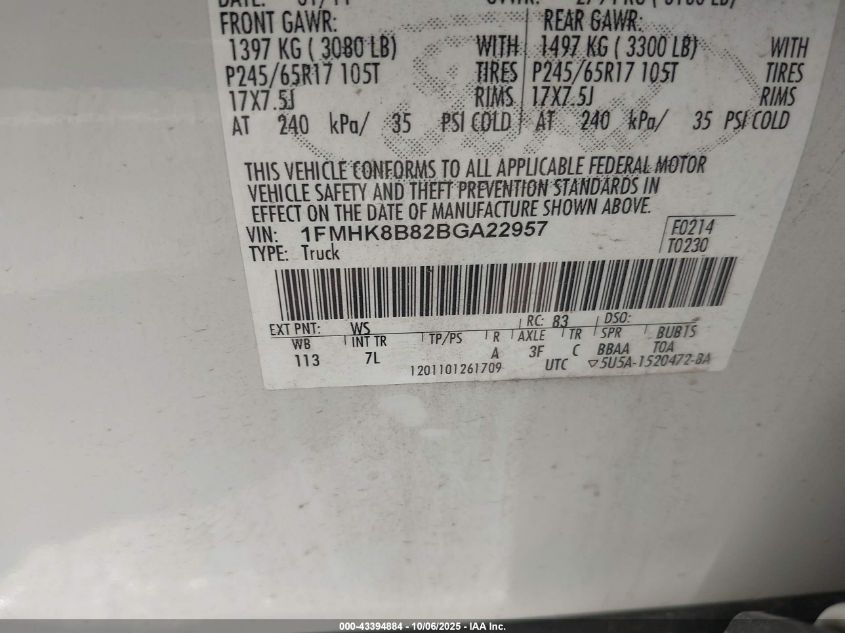 FRONT GAWR: REAR GAWR:
1397 KG ( 3080 LB) WITH 1497 KG ( 3300 LB) WITH
P245/65R17 105T TIRES P245/65R17 105T TIRES
17X7.5J RIMS 17X7.5J RIMS
AT 240 kPa/ 35 PSI COLD AT 240 kPa/ 35 PSI COLD
THIS VEHICLE CONFORMS TO ALL APPLICABLE FEDERAL MOTOR
VEHICLE SAFETY AND THEFT PREVENTION STANDARDS IN
EFFECT ON THE DATE OF MANUFACTURE SHOWN ABOVE.
VIN: 1FMHK8B82BGA22957 F0214
TYPE: Truck T0230
EXT PNT: WS RC: 83 DSO:
WB INT TR TP/PS R AXLE TR SPR BUB15
113 7L A 3F C BBAA TOA
1201101261709 UTC ▽5U5A-1520472-BA
000-43394884 - 10/06/2025 - IAA Inc.